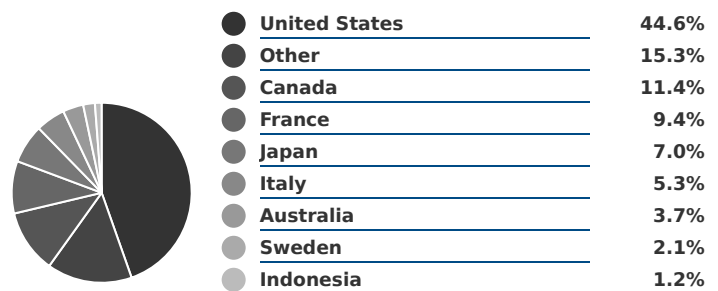 United States 44.6%
Other 15.3%
Canada 11.4%
France 9.4%
Japan 7.0%
Italy 5.3%
Australia 3.7%
Sweden 2.1%
Indonesia 1.2%